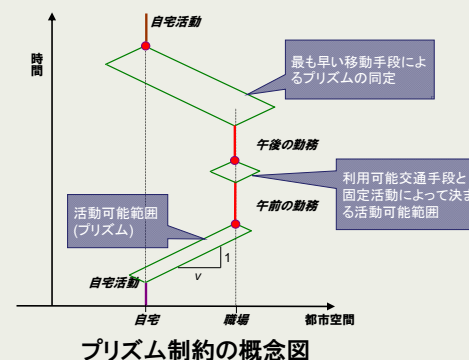 自宅活動
時間
最も早い移動手段によ
るプリズムの同定
午後の勤務
利用可能交通手段と
固定活動によって決ま
る活動可能範囲
活動可能範囲
(プリズム)
午前の勤務
1
v
自宅活動
自宅
職場
都市空間
プリズム制約の概念図